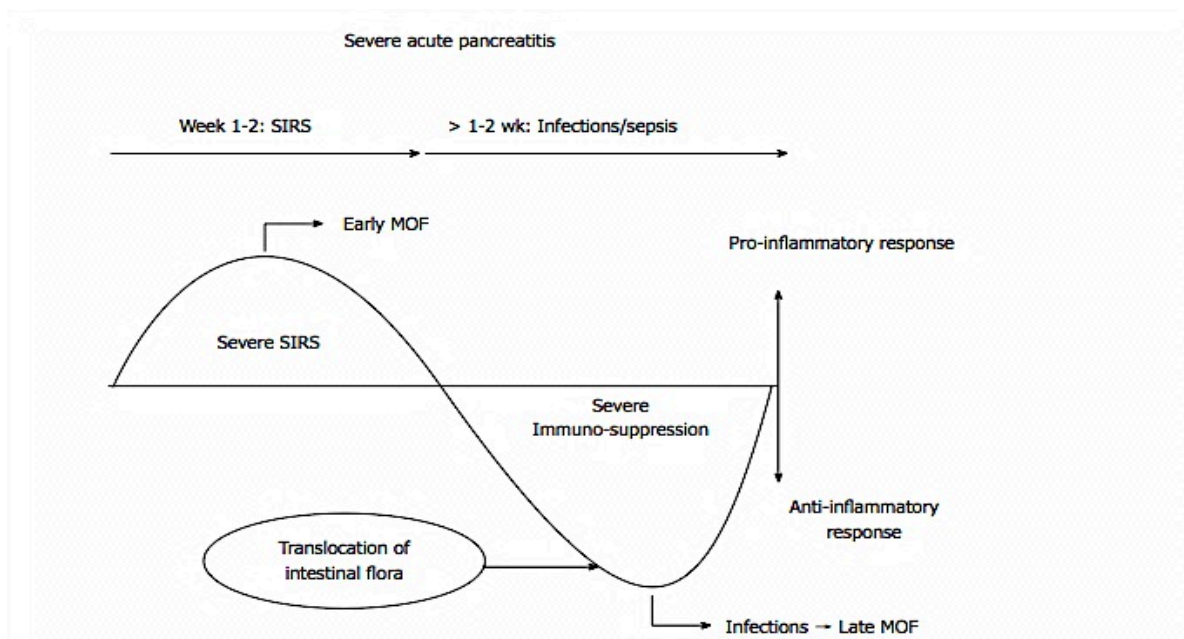 Severe acute pancreatitis
Week 1-2: SIRS
> 1-2 wk: Infections/sepsis
Early MOF
Pro-inflammatory response
Severe SIRS
Severe
Immuno-suppression
Anti-inflammatory
response
Translocation of
intestinal flora
Infections → Late MOF